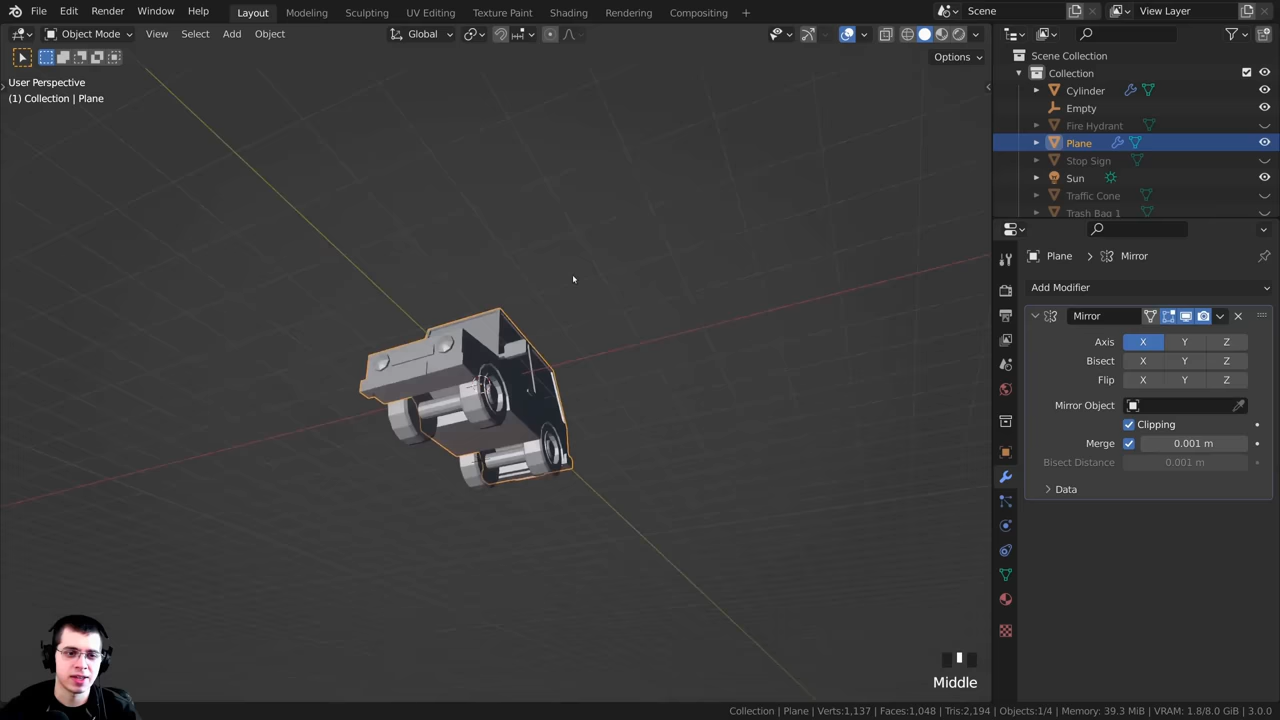 File Edit Render Window Help Layout Modeling Sculpting UV Editing Texture Paint Shading Animation Rendering Compositing + Scene View Layer
Object Mode View Select Add Object Global
Options
User Perspective
(1) Collection | Plane
Scene Collection
Collection
Cylinder
Empty
Fire Hydrant
Plane
Stop Sign
Sun
Traffic Cone
Trash Bag 1
Plane > Mirror
Add Modifier
Mirror
Axis X Y Z
Bisect X Y Z
Flip X Y Z
Mirror Object
Clipping
Merge 0.001 m
Bisect Distance 0.001 m
Data
Middle
Collection | Plane | Verts:1,137 | Faces:1,048 | Tris:2,194 | Objects:1/4 | Memory: 39.3 MiB | VRAM: 1.8/8.0 GiB | 3.0.0